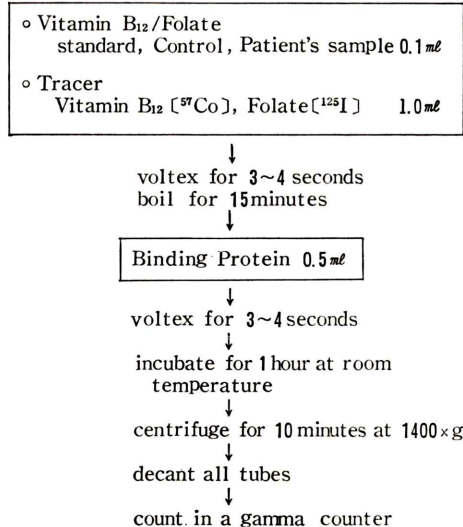 ○ Vitamin B₁₂/Folate
standard, Control, Patient's sample 0.1 mℓ
○ Tracer
Vitamin B₁₂ [⁵⁷Co], Folate[¹²⁵I] 1.0 mℓ
↓
voltex for 3~4 seconds
boil for 15 minutes
↓
Binding Protein 0.5 mℓ
↓
voltex for 3~4 seconds
↓
incubate for 1 hour at room
temperature
↓
centrifuge for 10 minutes at 1400×g
↓
decant all tubes
↓
count. in a gamma counter